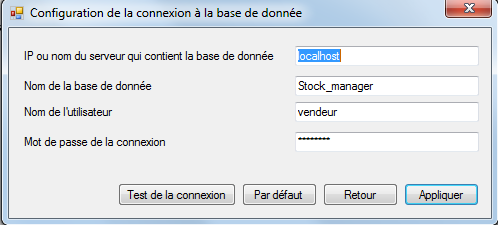 Configuration de la connexion à la base de donnée
IP ou nom du serveur qui contient la base de donnée localhost
Nom de la base de donnée Stock_manager
Nom de l'utilisateur vendeur
Mot de passe de la connexion ********
Test de la connexion Par défaut Retour Appliquer